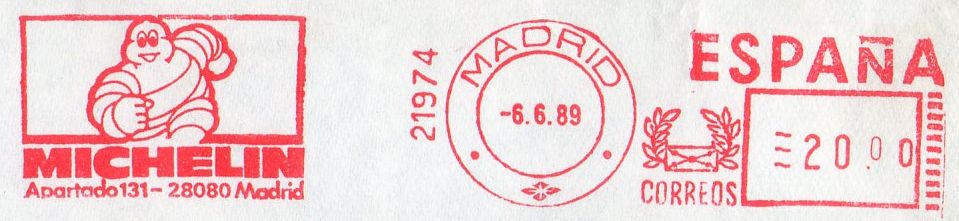 MICHELIN
Apartado 131 - 28080 Madrid
21974
MADRID
-6.6.89
ESPAÑA
CORREOS
20.00